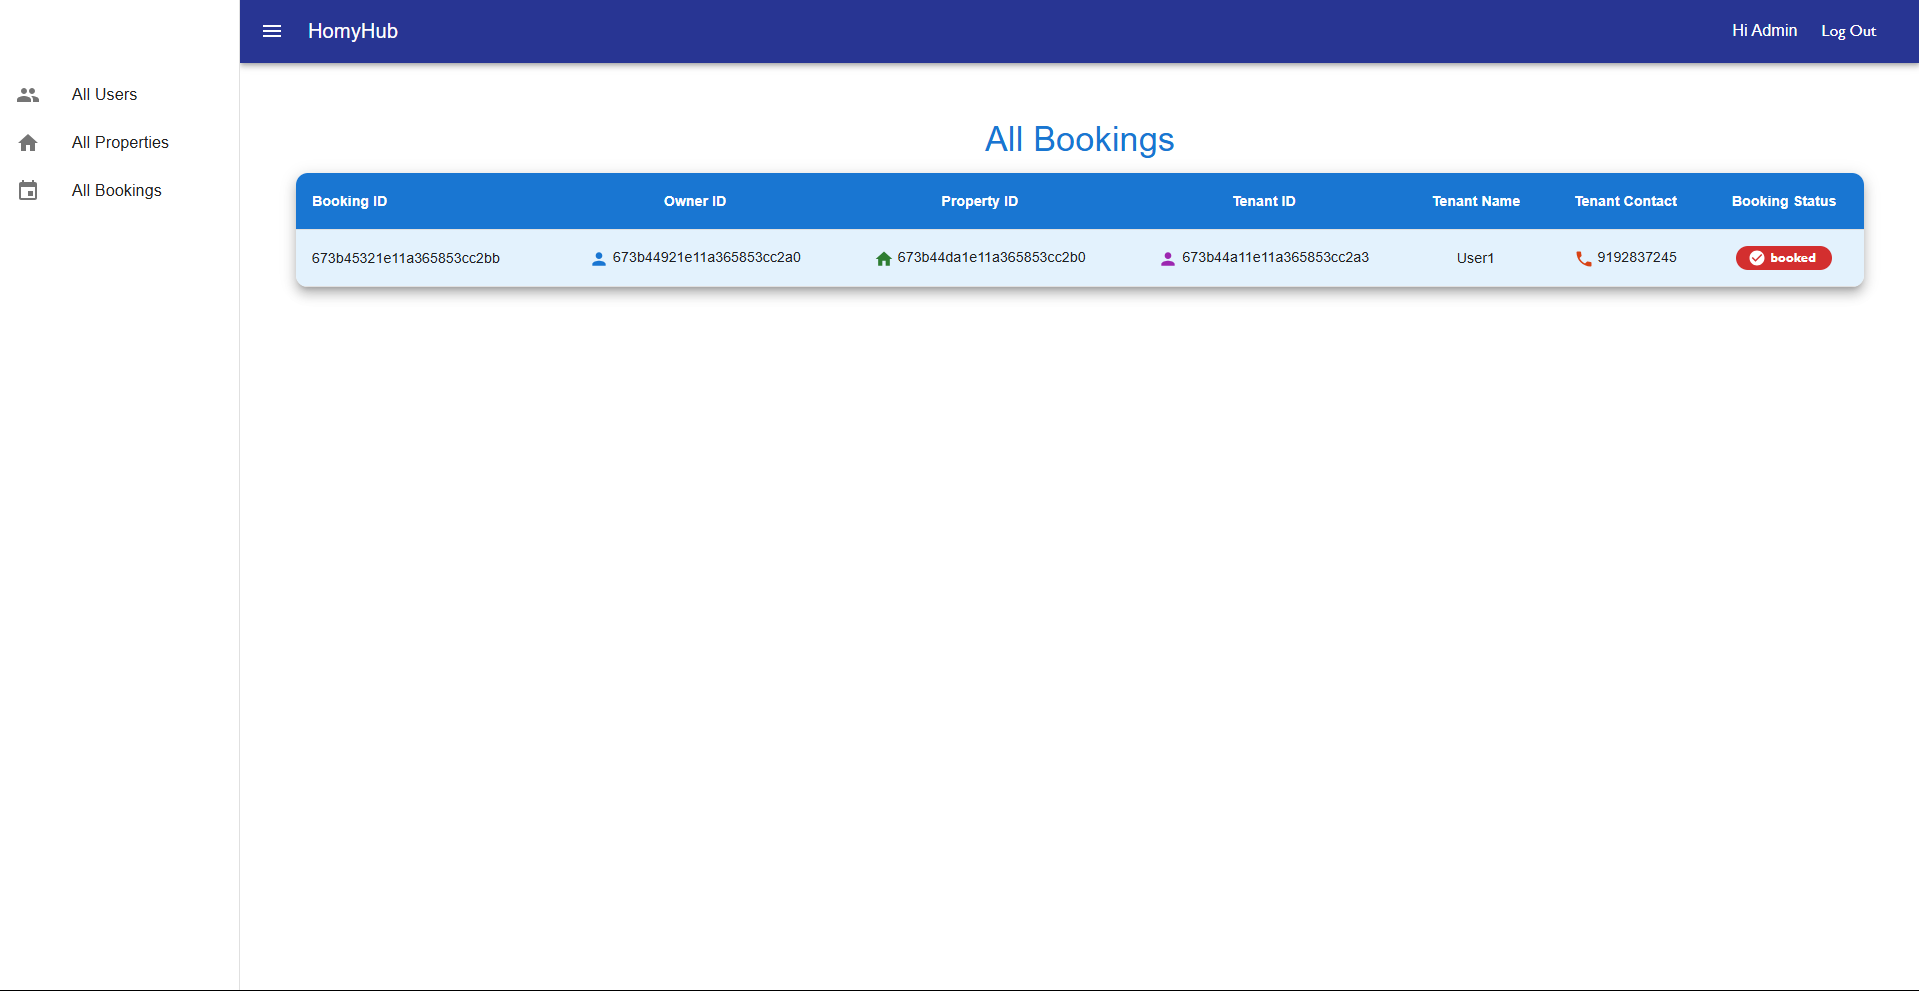 HomyHub
Hi Admin
Log Out
All Users
All Properties
All Bookings
All Bookings
Booking ID Owner ID Property ID Tenant ID Tenant Name Tenant Contact Booking Status
673b45321e11a365853cc2bb 673b44921e11a365853cc2a0 673b44da1e11a365853cc2b0 673b44a11e11a365853cc2a3 User1 9192837245 booked